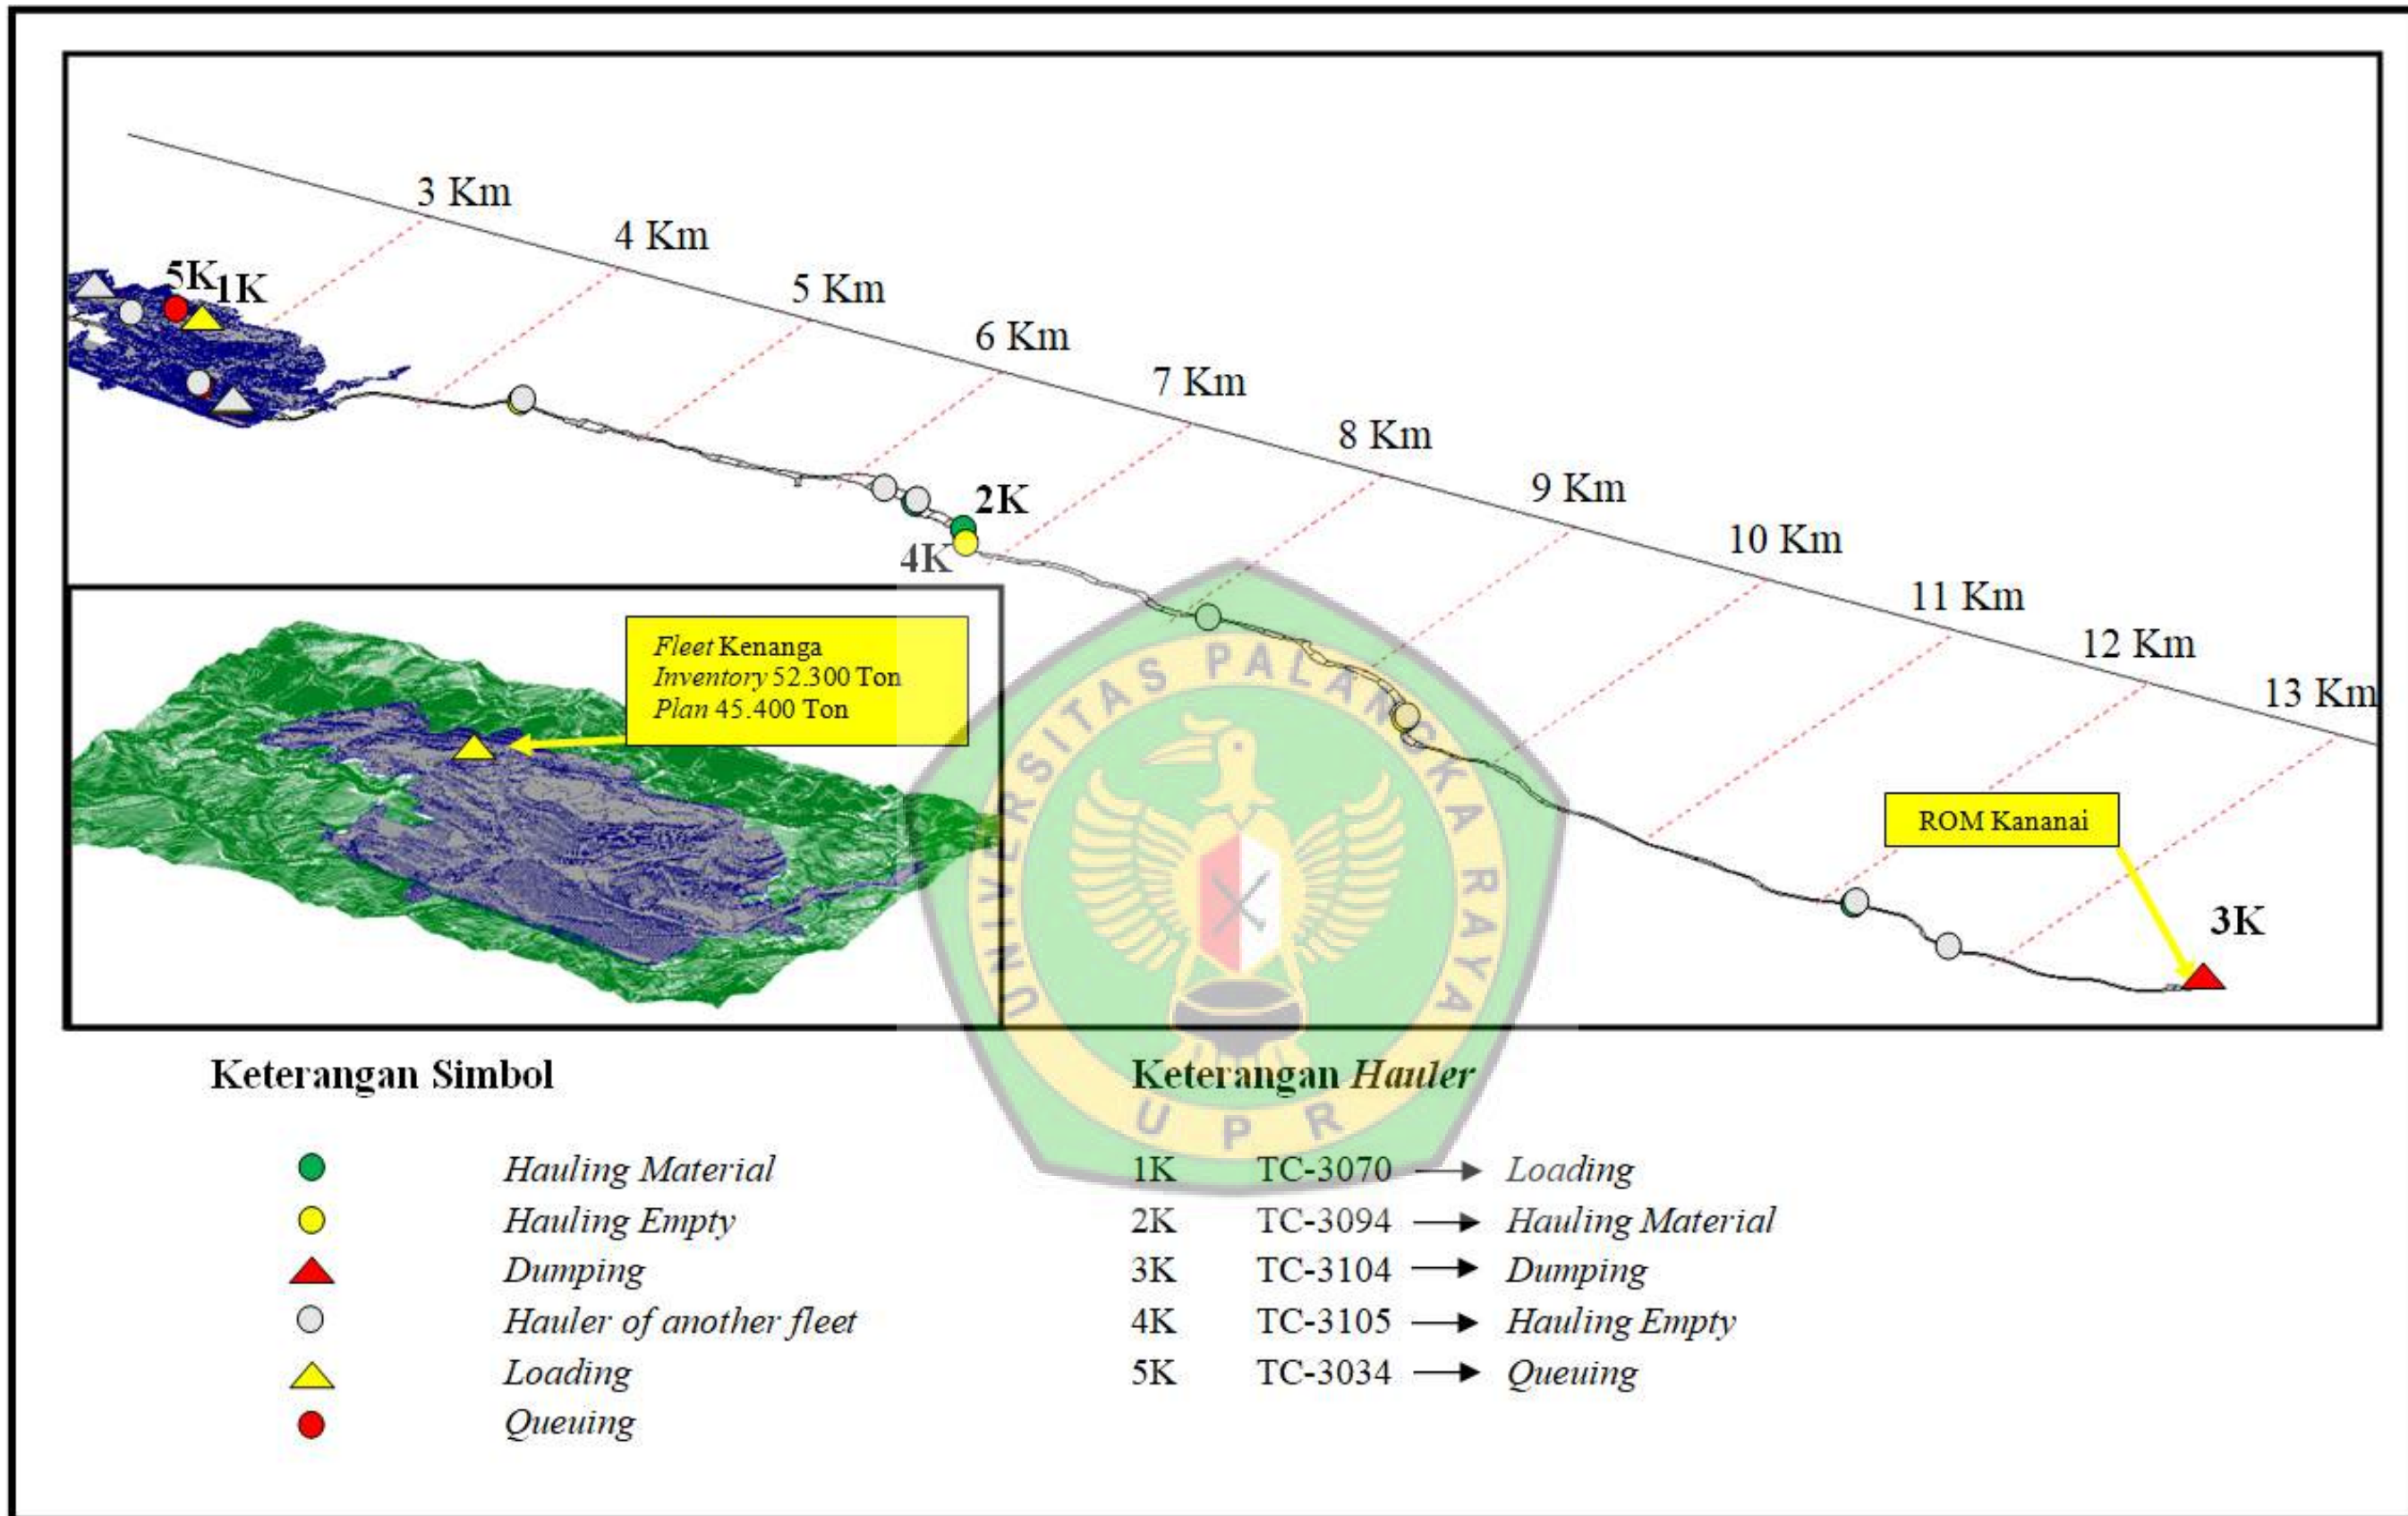 3 Km
4 Km
5 Km
6 Km
7 Km
8 Km
9 Km
10 Km
11 Km
12 Km
13 Km
5K
1K
2K
4K
3K
Fleet Kenanga
Inventory 52.300 Ton
Plan 45.400 Ton
ROM Kananai
UNIVERSITAS PALANGKA RAYA
UPR
Keterangan Simbol
Hauling Material
Hauling Empty
Dumping
Hauler of another fleet
Loading
Queuing
Keterangan Hauler
1K TC-3070 → Loading
2K TC-3094 → Hauling Material
3K TC-3104 → Dumping
4K TC-3105 → Hauling Empty
5K TC-3034 → Queuing